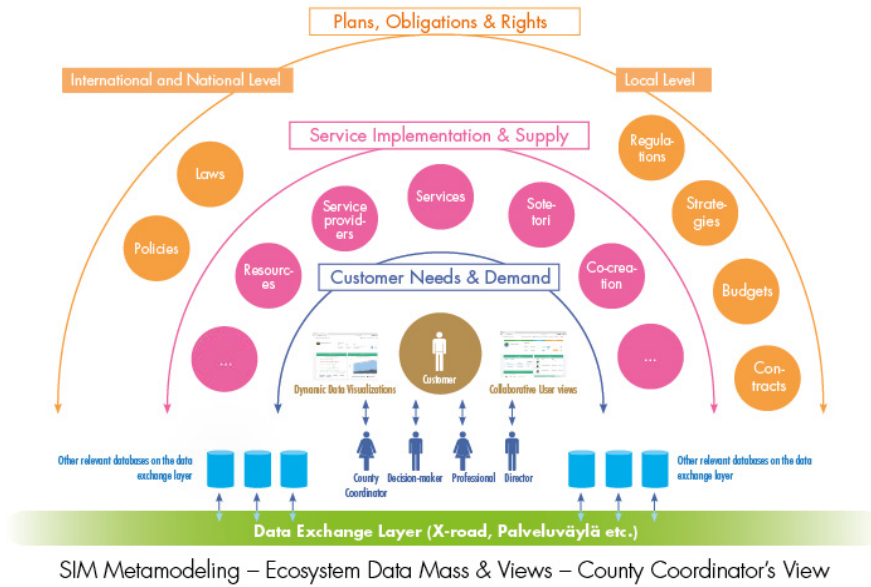 Plans, Obligations & Rights
International and National Level
Local Level
Service Implementation & Supply
Regula-
tions
Laws
Services
Service
provid-
ers
Sote-
tori
Strate-
gies
Policies
Resourc-
es
Customer Needs & Demand
Co-crea-
tion
Budgets
...
Customer
...
Dynamic Data Visualizations
Collaborative User views
Con-
tracts
Other relevant databases on the data
exchange layer
County
Coordinator
Decision-maker
Professional
Director
Other relevant databases on the data
exchange layer
Data Exchange Layer (X-road, Palveluväylä etc.)
SIM Metamodeling – Ecosystem Data Mass & Views – County Coordinator's View